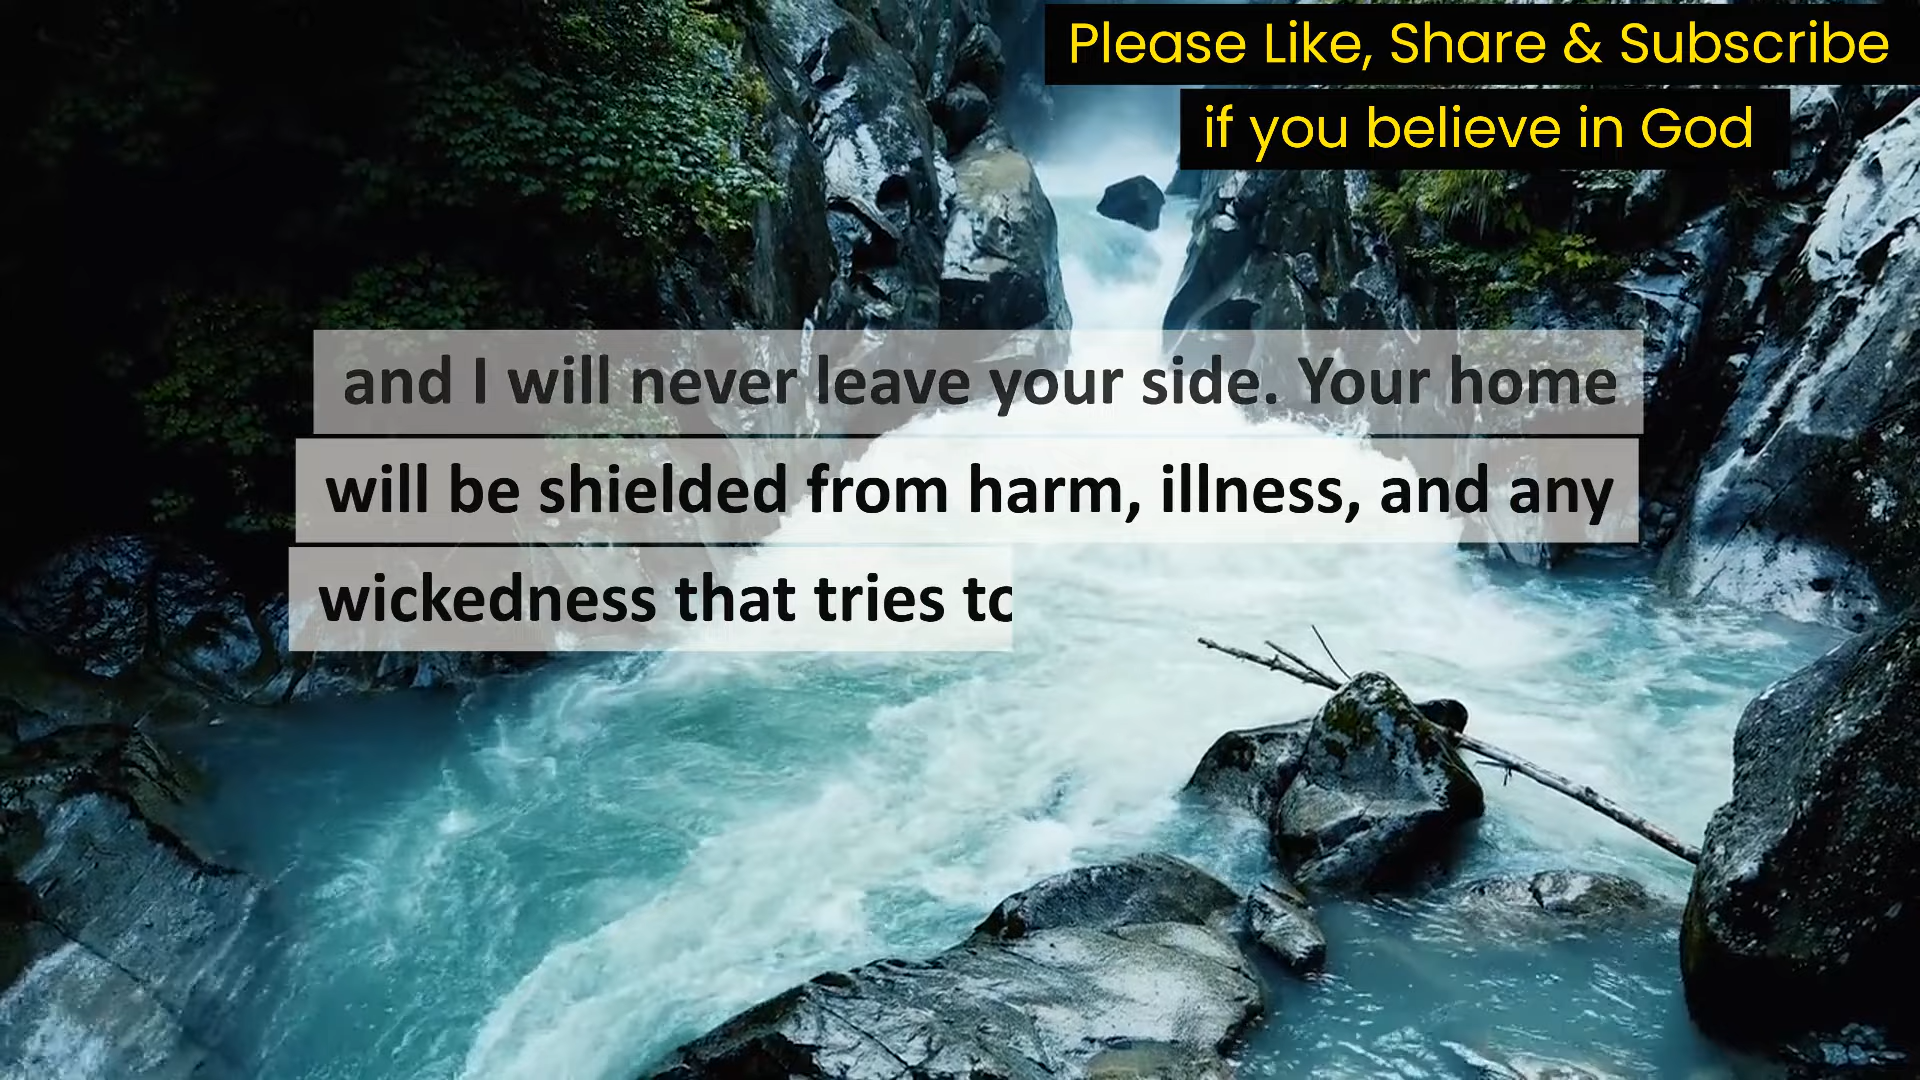 Please Like, Share & Subscribe
if you believe in God
and I will never leave your side. Your home
will be shielded from harm, illness, and any
wickedness that tries to